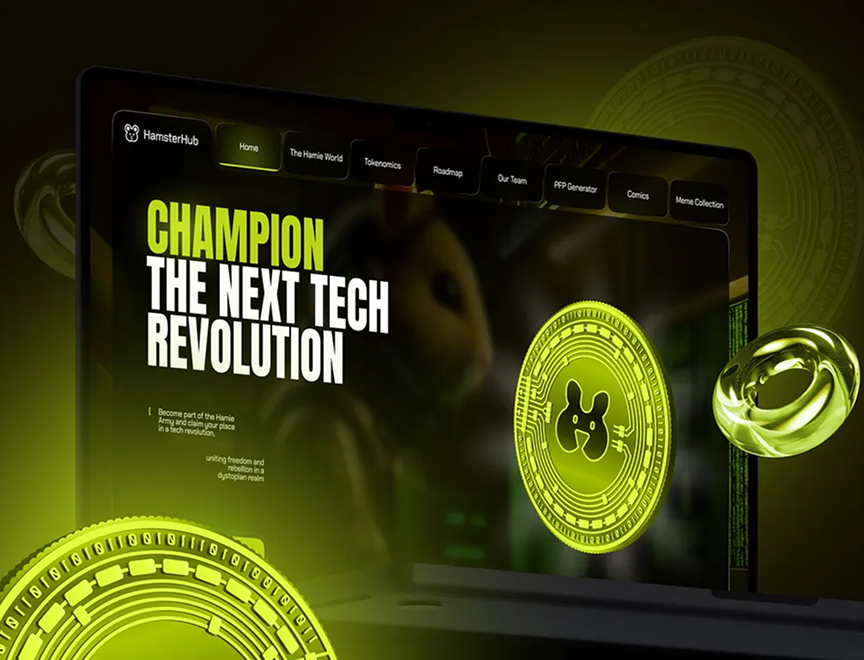 HamsterHub
Home
The Hamie World
Tokenomics
Roadmap
Our Team
PFP Generator
Comics
Meme Collection
CHAMPION
THE NEXT TECH
REVOLUTION
[ Become part of the Hamie
Army and claim your place
in a tech revolution,
uniting freedom and
rebellion in a
dystopian realm